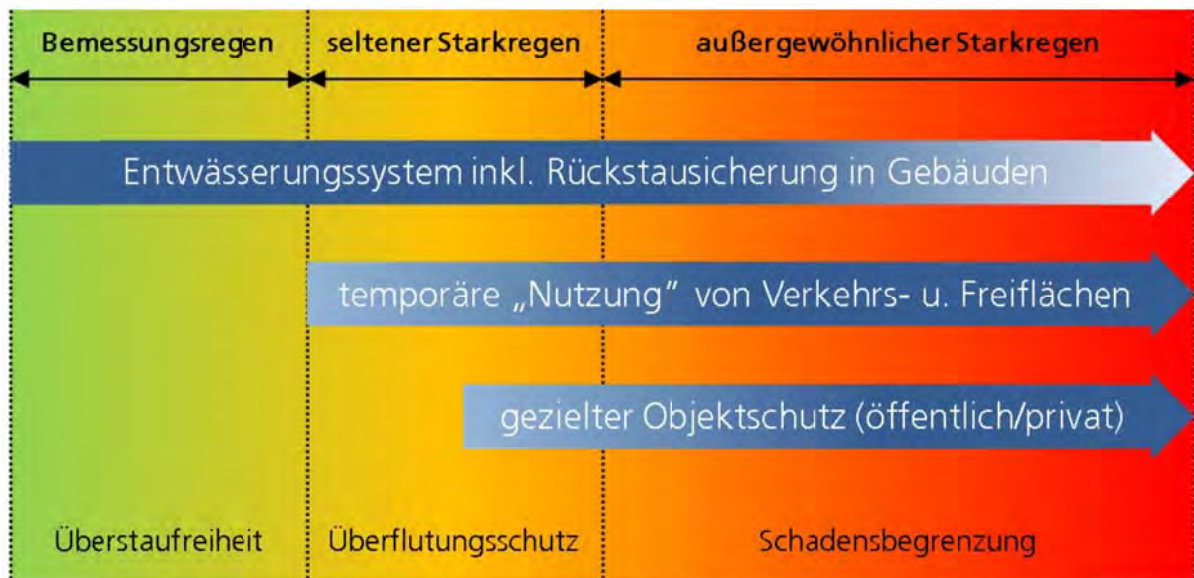 Bemessungsregen
seltener Starkregen
außergewöhnlicher Starkregen
Entwässerungssystem inkl. Rückstausicherung in Gebäuden
temporäre „Nutzung" von Verkehrs- u. Freiflächen
gezielter Objektschutz (öffentlich/privat)
Überstaufreiheit
Überflutungsschutz
Schadensbegrenzung